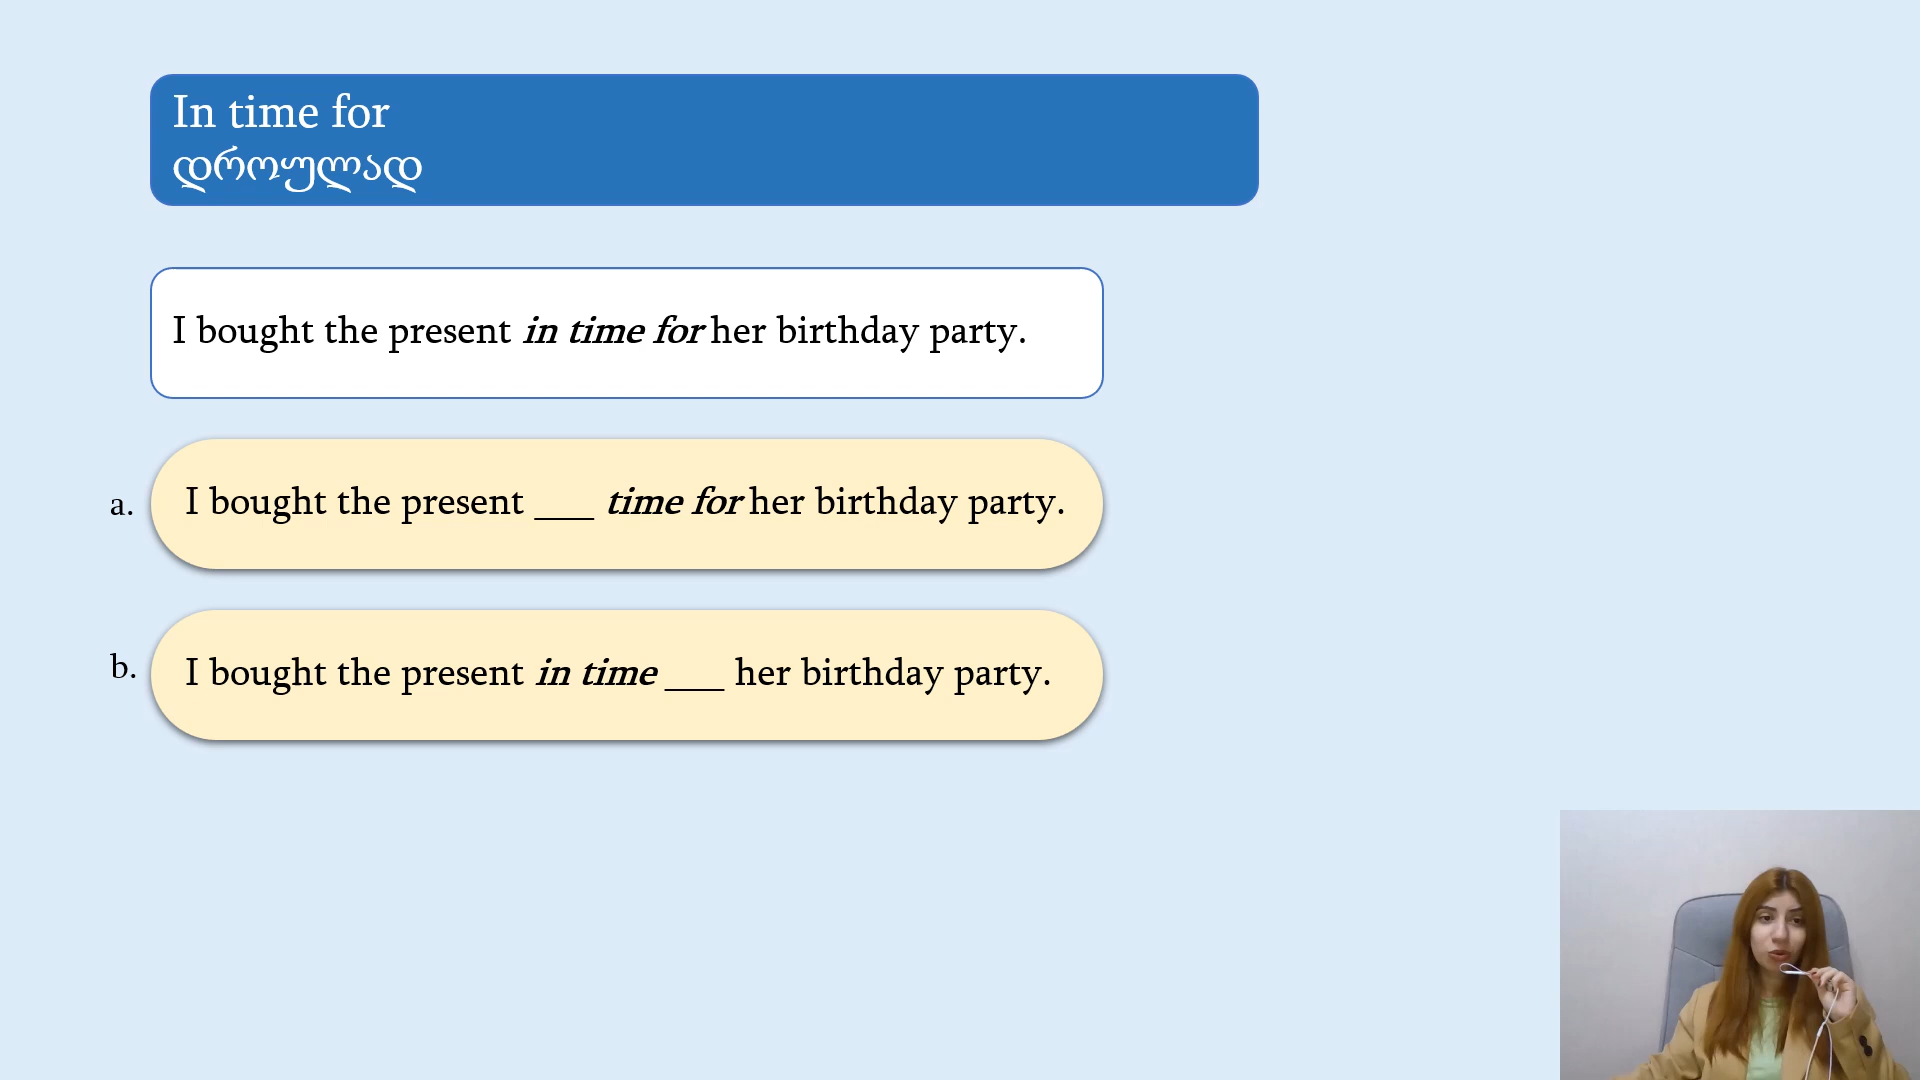 In time for
დროულად
I bought the present in time for her birthday party.
a. I bought the present ___ time for her birthday party.
b. I bought the present in time ___ her birthday party.